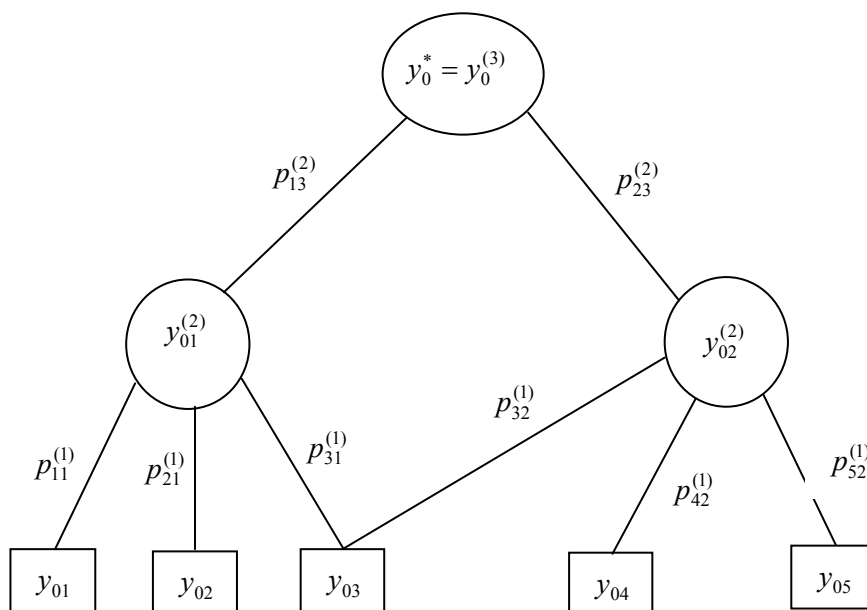 y_0^* = y_0^{(3)}
p_{13}^{(2)} p_{23}^{(2)}
y_{01}^{(2)} y_{02}^{(2)}
p_{11}^{(1)} p_{21}^{(1)} p_{31}^{(1)} p_{32}^{(1)} p_{42}^{(1)} p_{52}^{(1)}
y_{01} y_{02} y_{03} y_{04} y_{05}